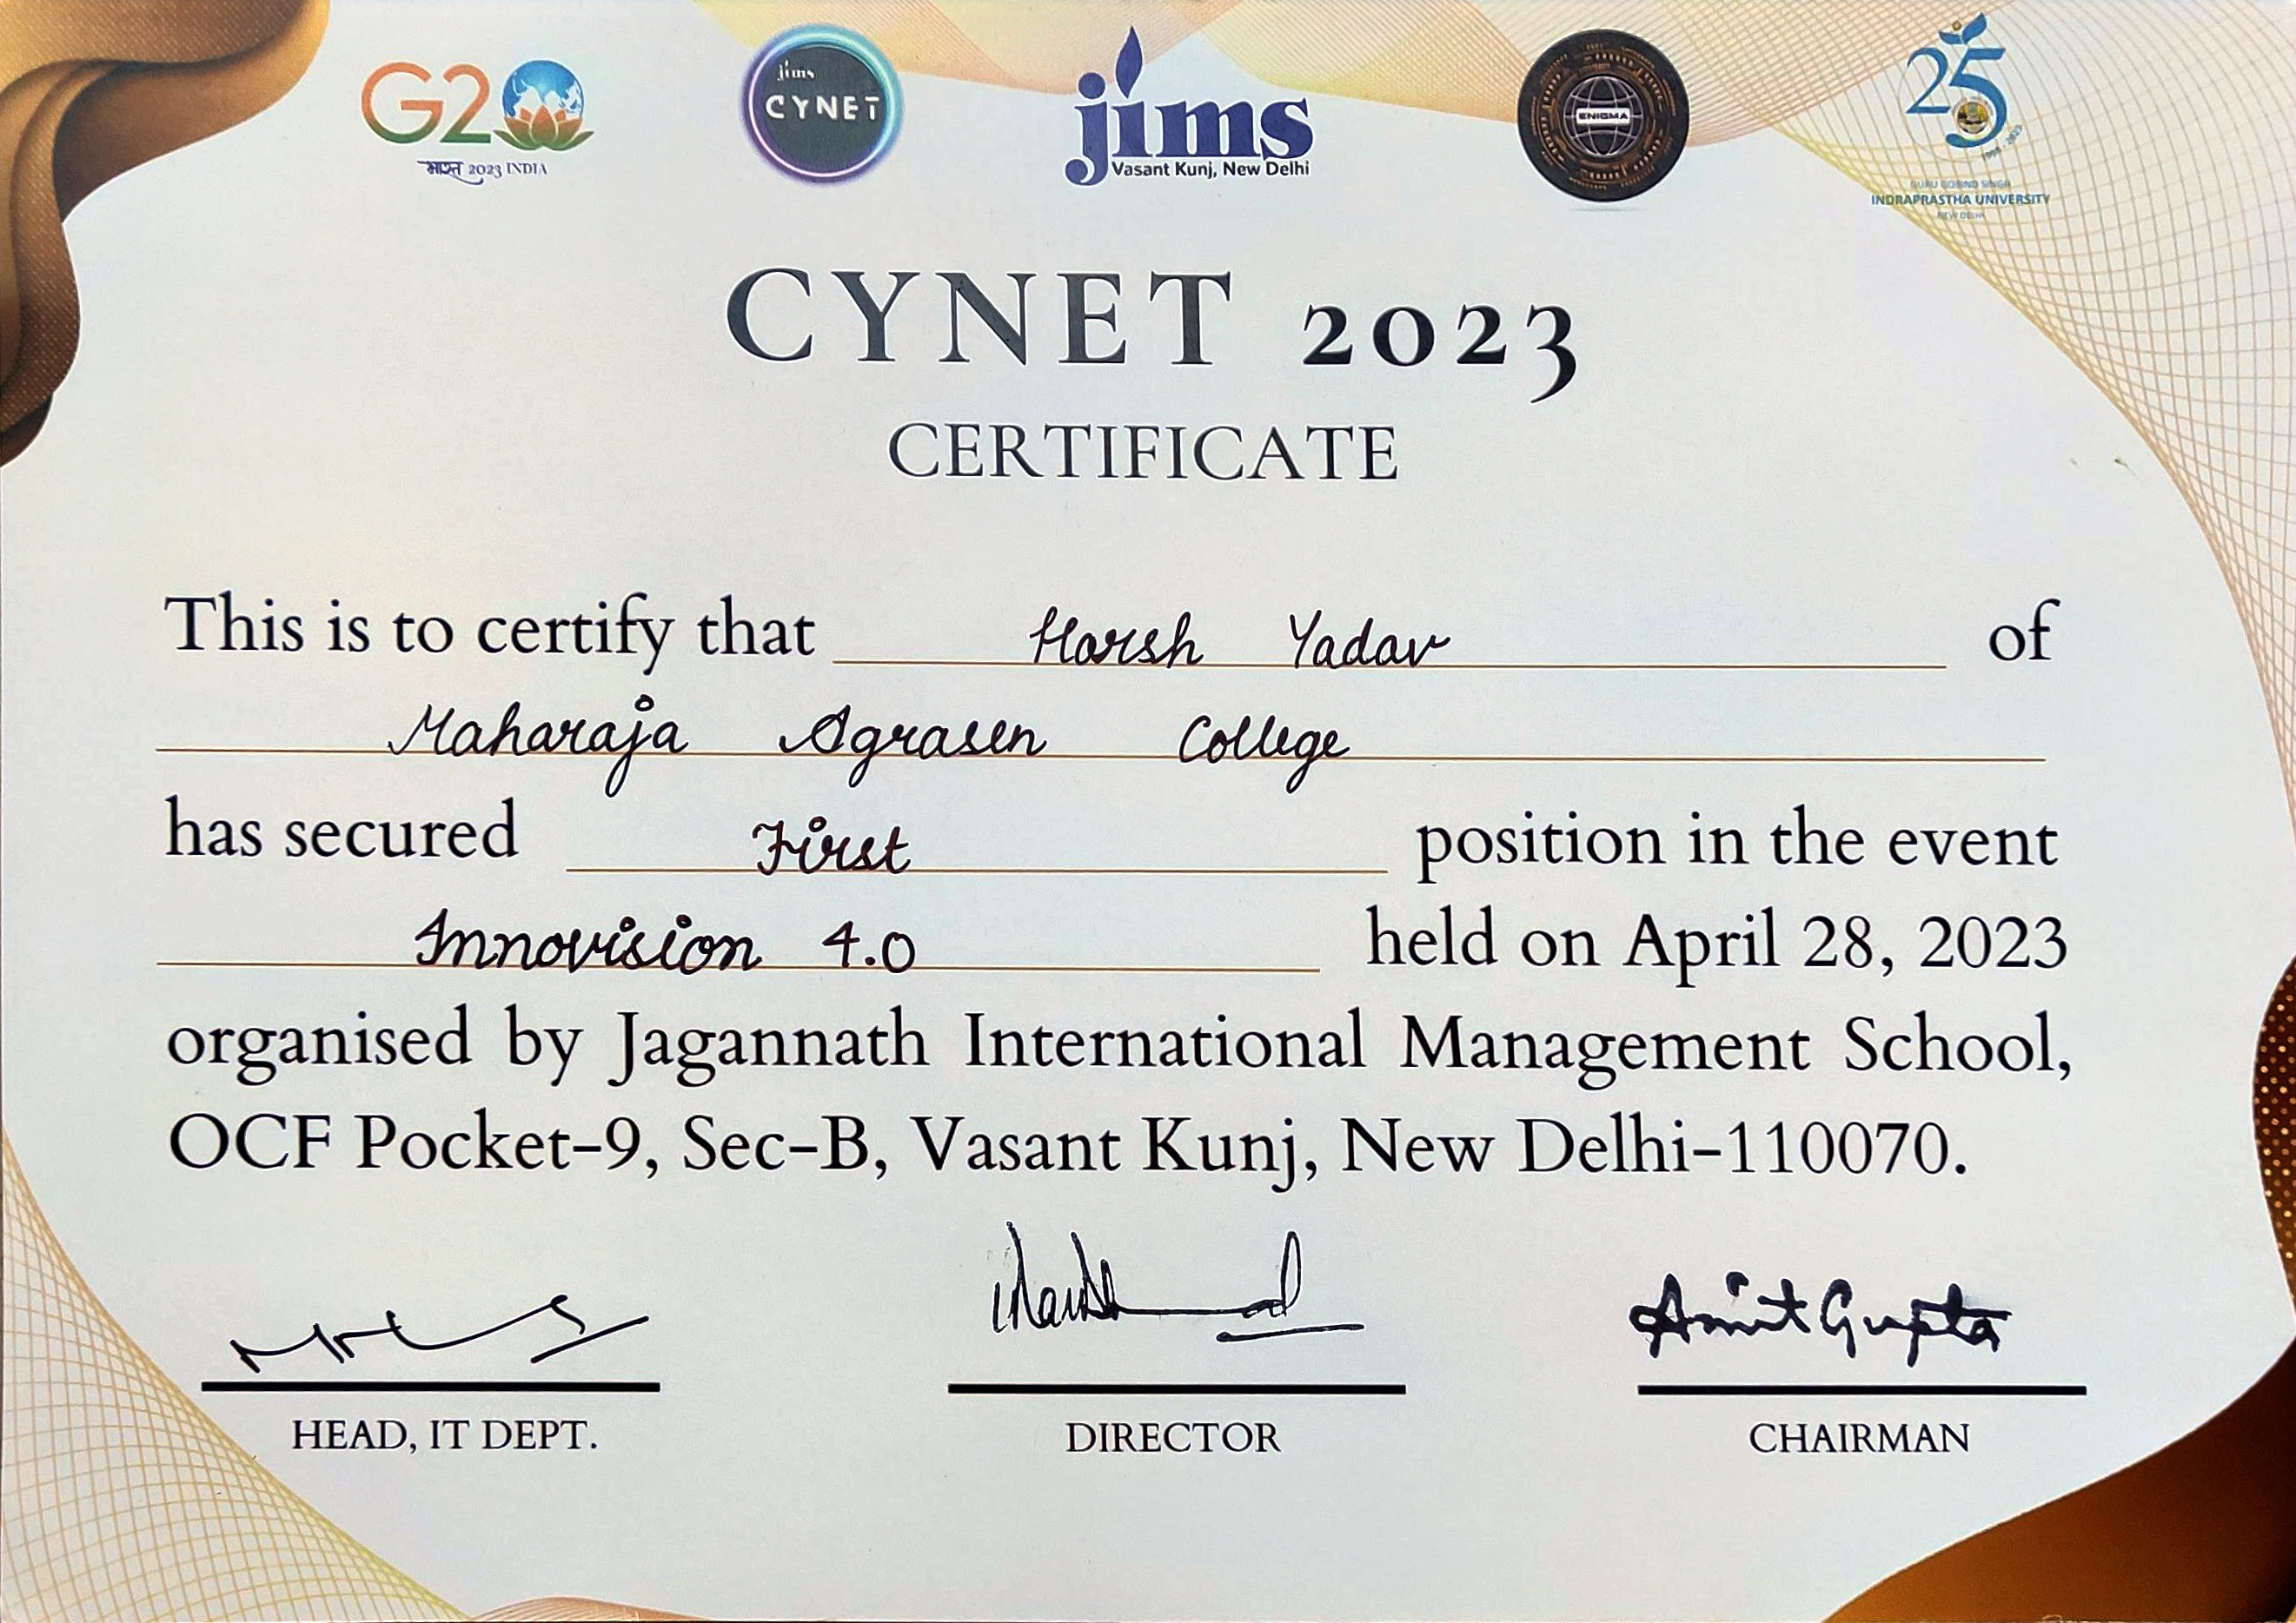 G20
भारत 2023 INDIA
jims
CYNET
jims
Vasant Kunj, New Delhi
ENIGMA
25
1998 - 2023
GURU GOBIND SINGH
INDRAPRASTHA UNIVERSITY
NEW DELHI
CYNET 2023
CERTIFICATE
This is to certify that Harsh Yadav of
Maharaja Agrasen College
has secured First position in the event
Innovision 4.0 held on April 28, 2023
organised by Jagannath International Management School,
OCF Pocket-9, Sec-B, Vasant Kunj, New Delhi-110070.
Amit Gupta
HEAD, IT DEPT. DIRECTOR CHAIRMAN